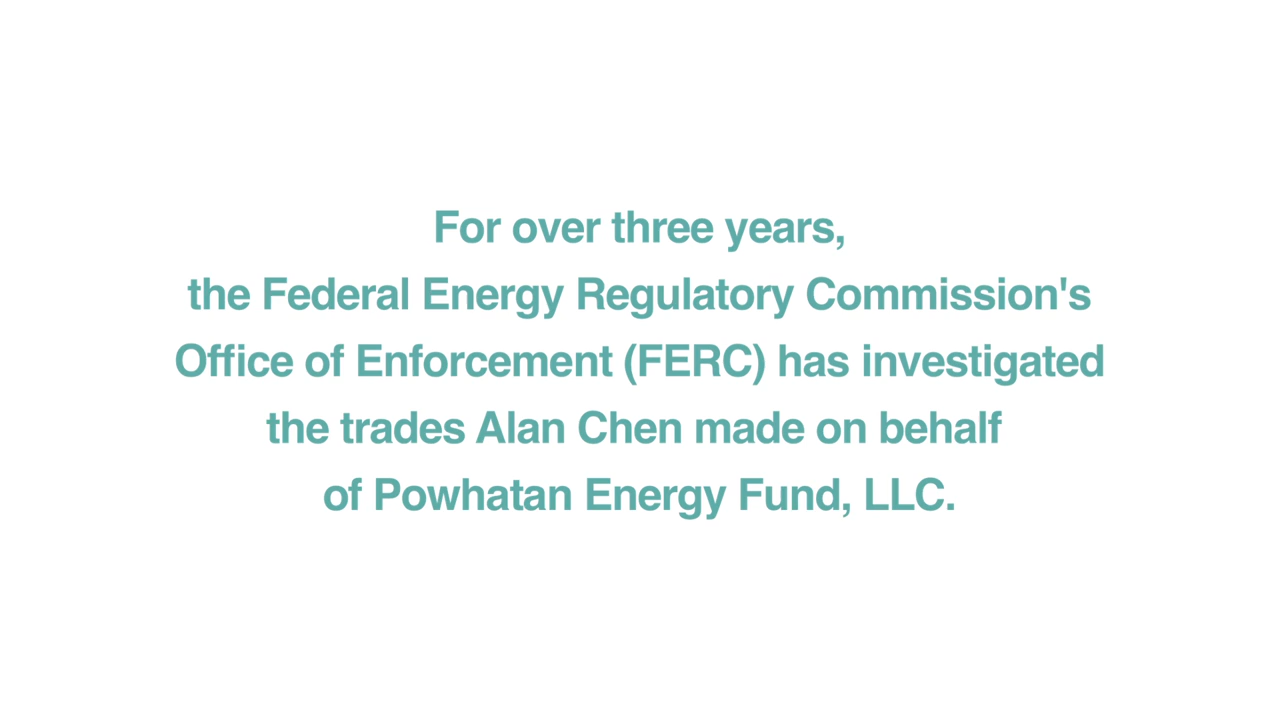 For over three years,
the Federal Energy Regulatory Commission's
Office of Enforcement (FERC) has investigated
the trades Alan Chen made on behalf
of Powhatan Energy Fund, LLC.